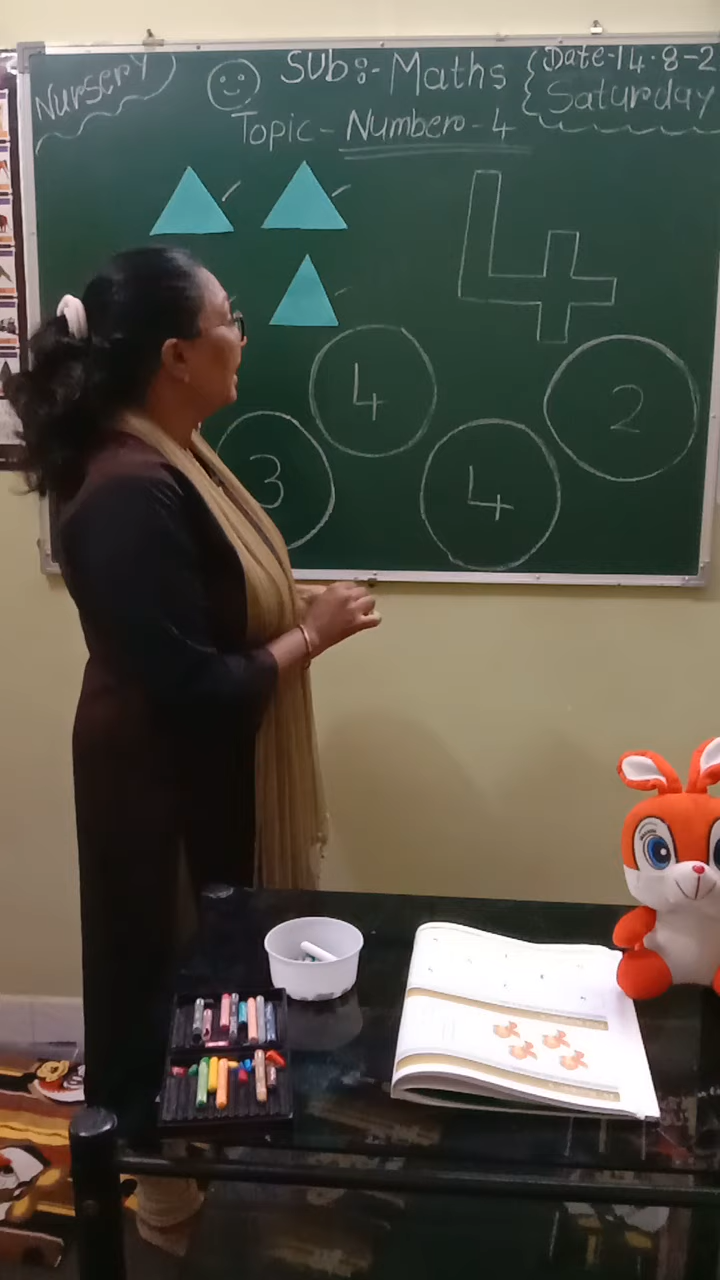 Nursery
Sub:- Maths
Date-14.8-2
Saturday
Topic - Number - 4
4
4
2
3
4